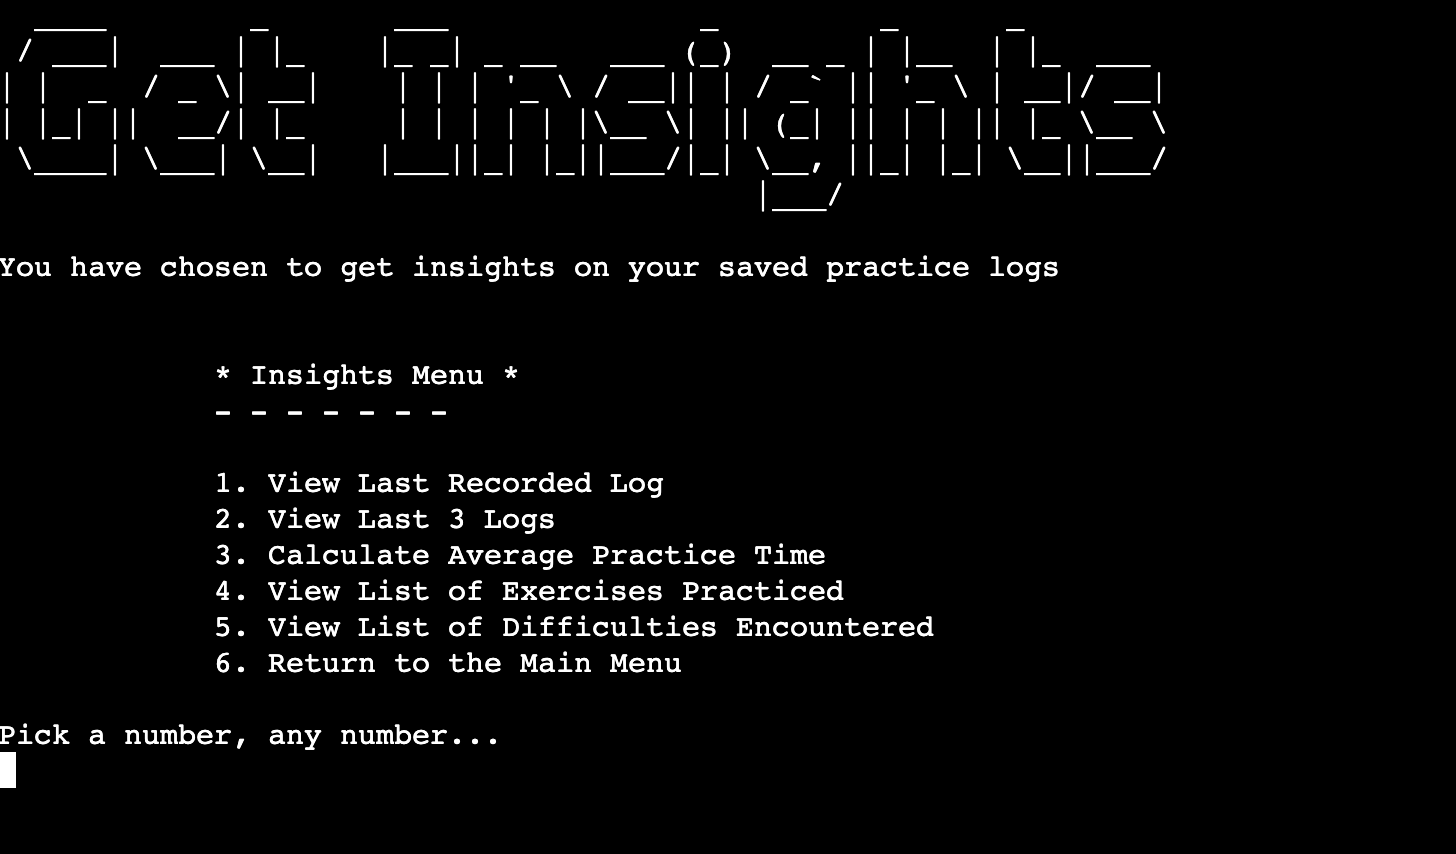 Get Insights
You have chosen to get insights on your saved practice logs
* Insights Menu *
- - - - - - -
1. View Last Recorded Log
2. View Last 3 Logs
3. Calculate Average Practice Time
4. View List of Exercises Practiced
5. View List of Difficulties Encountered
6. Return to the Main Menu
Pick a number, any number...